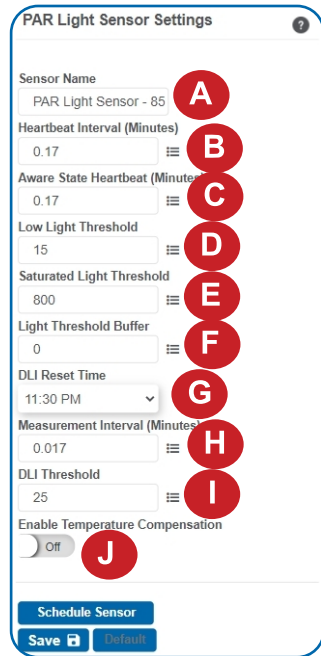 PAR Light Sensor Settings
?
Sensor Name
PAR Light Sensor - 85
A
Heartbeat Interval (Minutes)
0.17
B
Aware State Heartbeat (Minutes
0.17
C
Low Light Threshold
15
D
Saturated Light Threshold
800
E
Light Threshold Buffer
0
F
DLI Reset Time
11:30 PM
G
Measurement Interval (Minutes)
0.017
H
DLI Threshold
25
I
Enable Temperature Compensation
Off
J
Schedule Sensor
Save Default